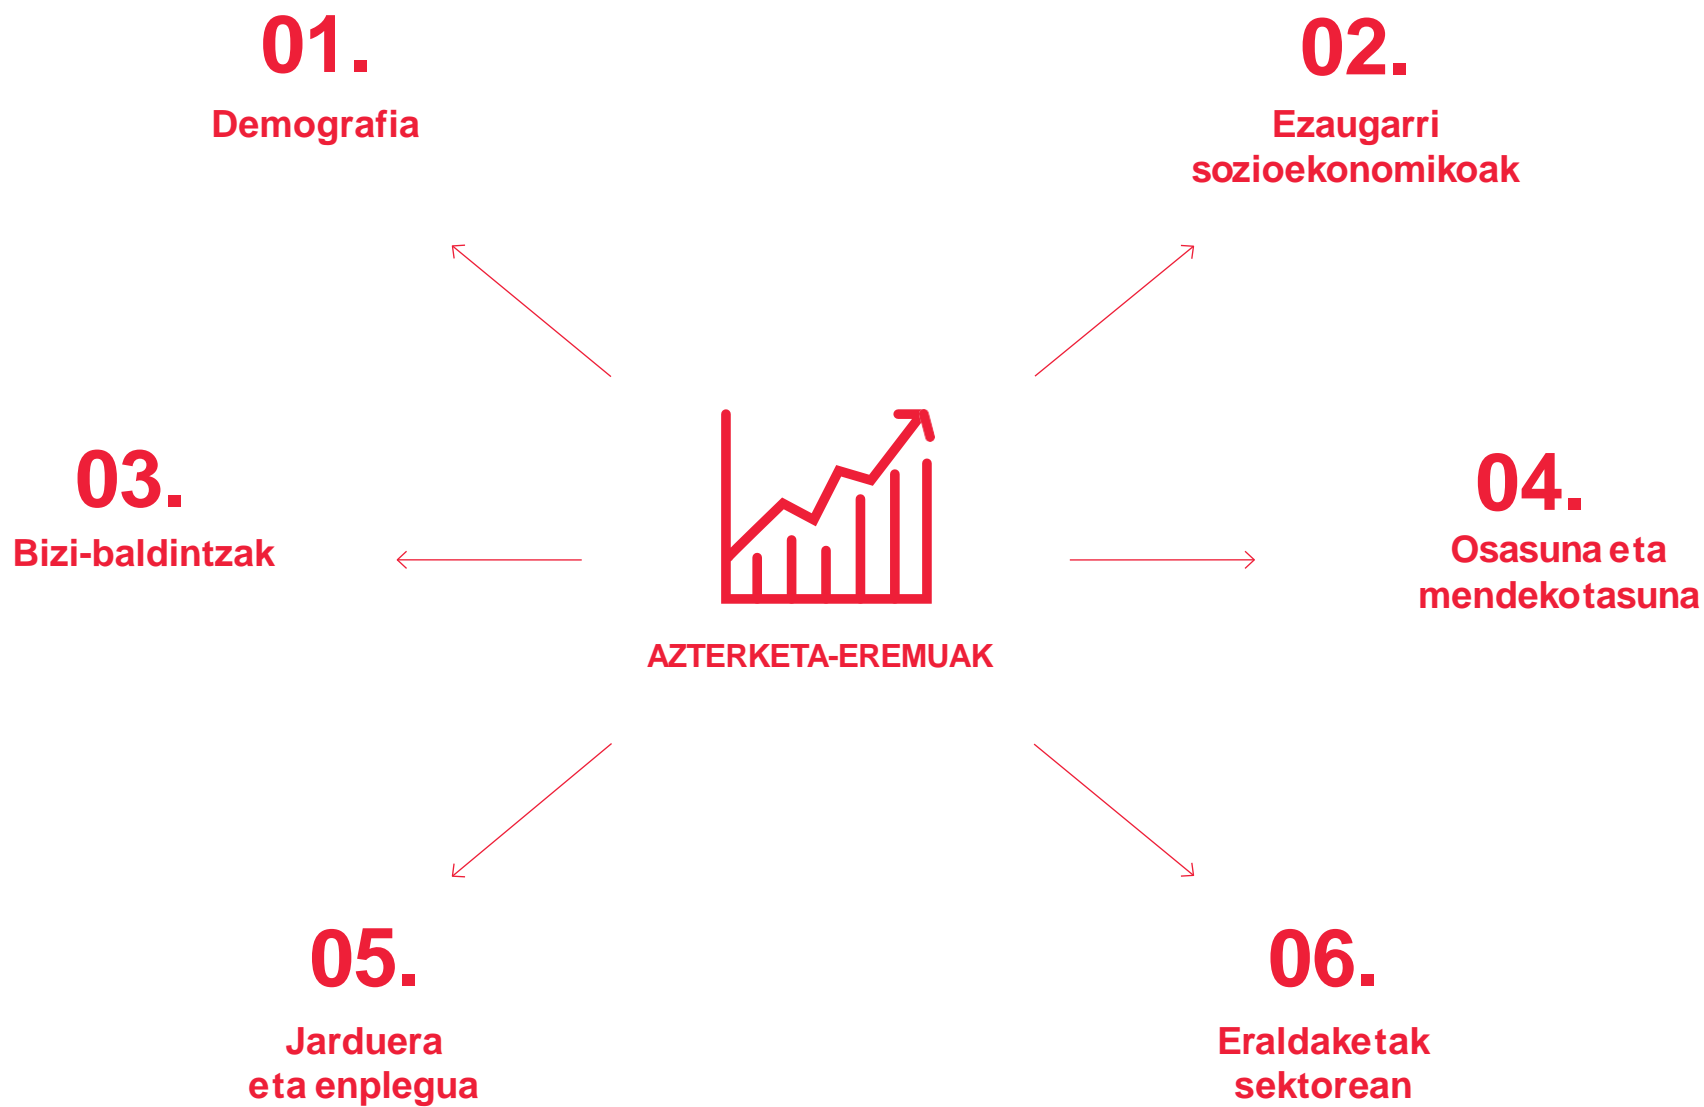 01.
Demografia
02.
Ezaugarri
sozioekonomikoak
03.
Bizi-baldintzak
04.
Osasuna eta
mendekotasuna
AZTERKETA-EREMUAK
05.
Jarduera
eta enplegua
06.
Eraldaketak
sektorean